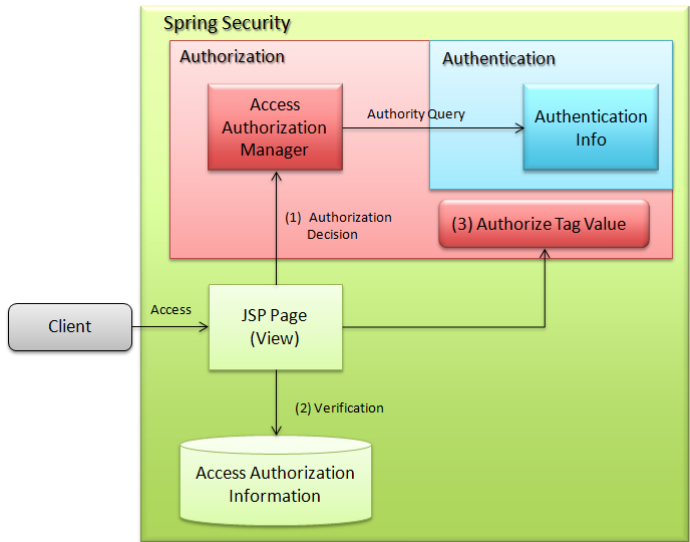 Spring Security
Authorization
Authentication
Access
Authorization
Manager
Authority Query
Authentication
Info
(1) Authorization
Decision
(3) Authorize Tag Value
Client
Access
JSP Page
(View)
(2) Verification
Access Authorization
Information